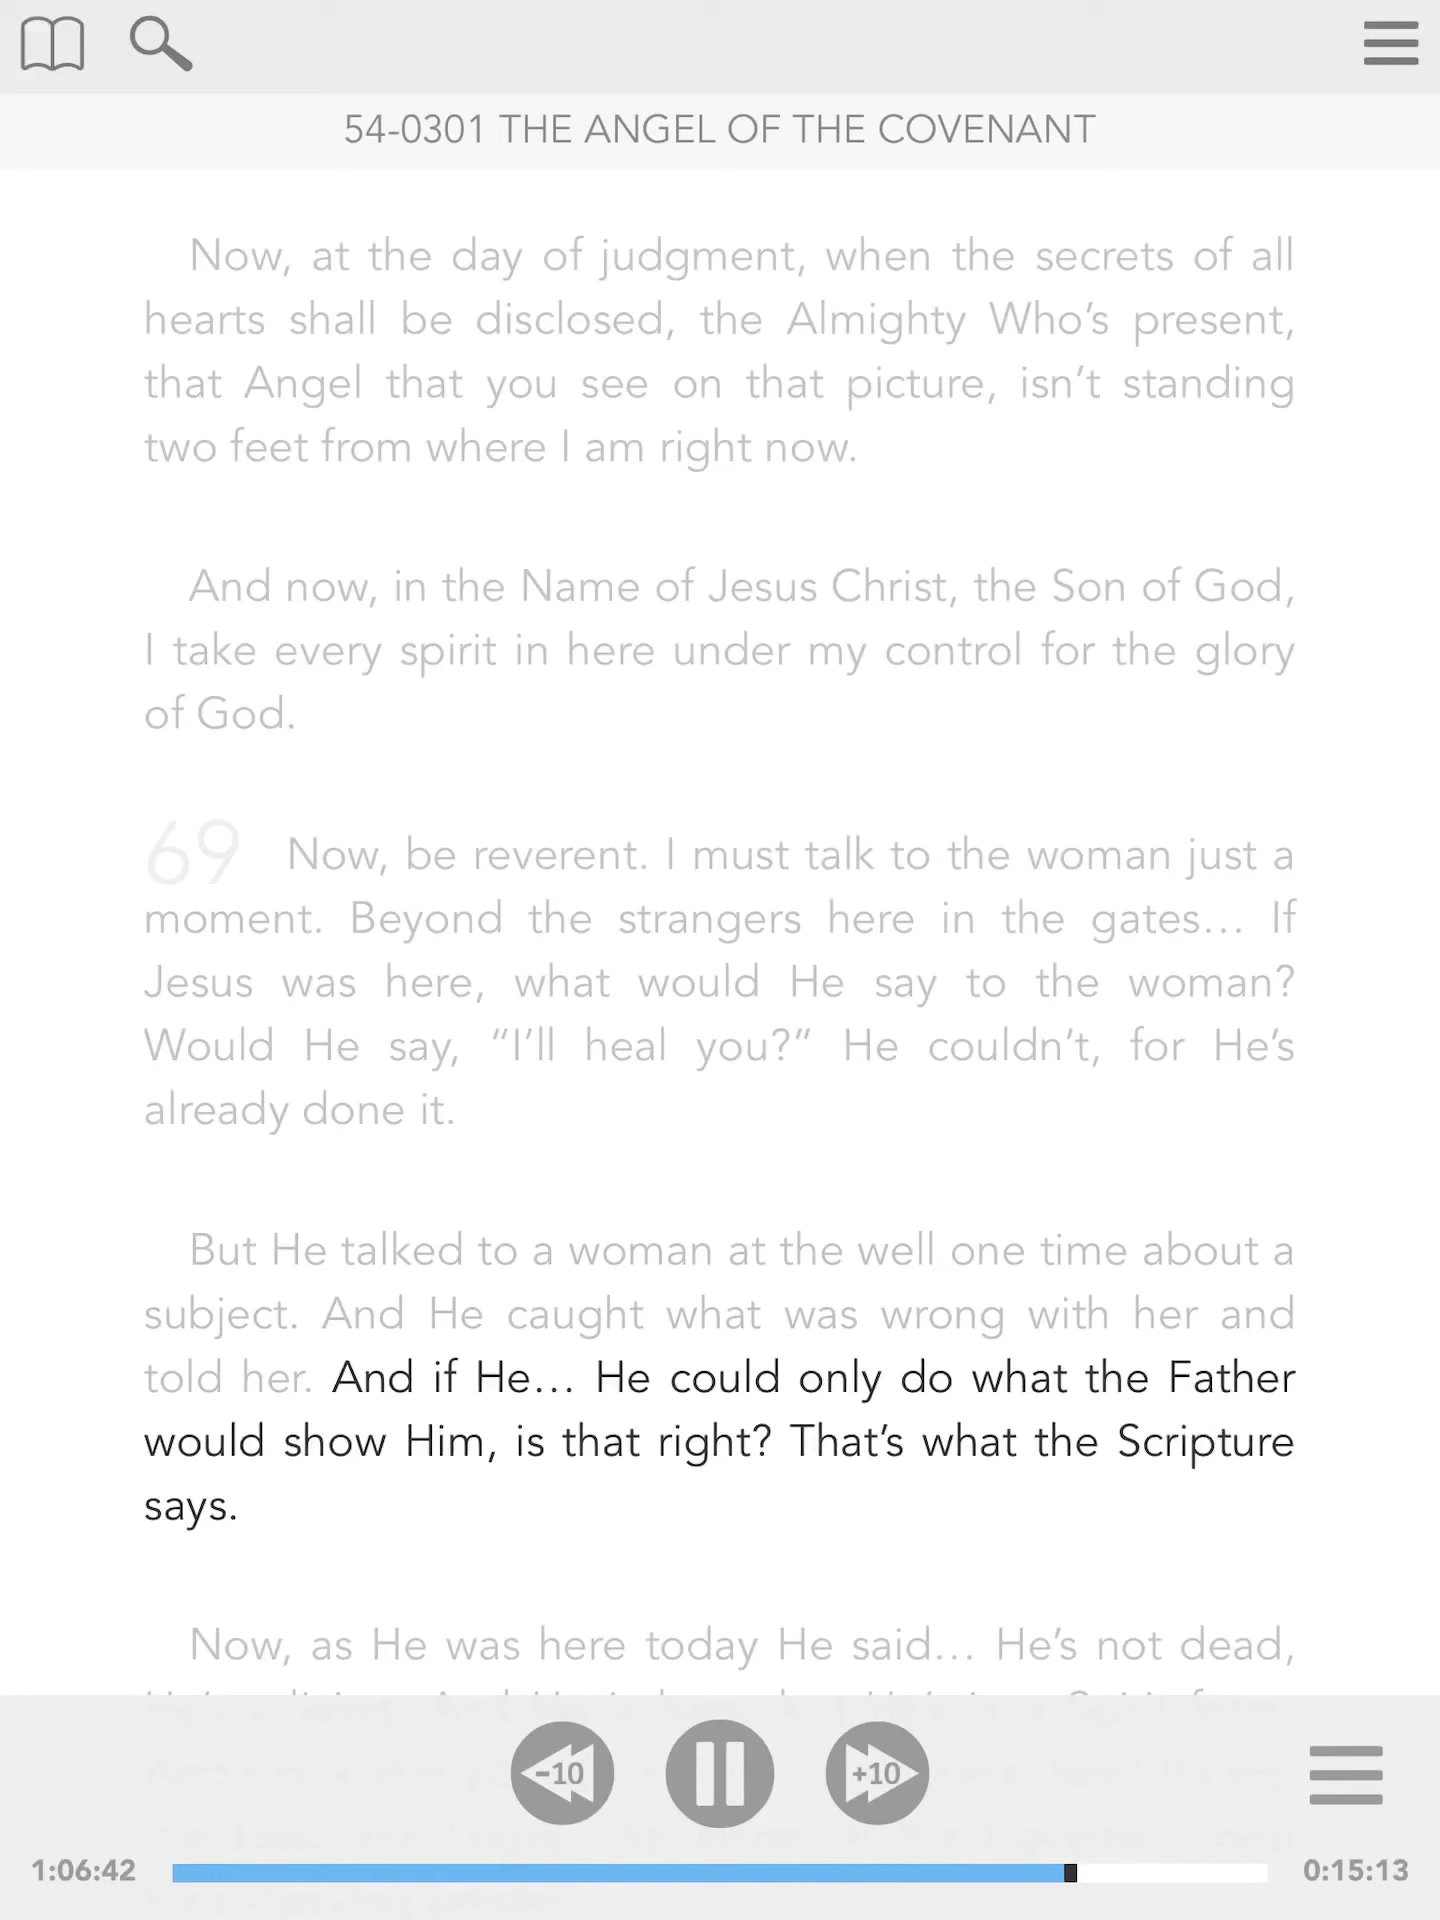 54-0301 THE ANGEL OF THE COVENANT
Now, at the day of judgment, when the secrets of all
hearts shall be disclosed, the Almighty Who’s present,
that Angel that you see on that picture, isn’t standing
two feet from where I am right now.
And now, in the Name of Jesus Christ, the Son of God,
I take every spirit in here under my control for the glory
of God.
69 Now, be reverent. I must talk to the woman just a
moment. Beyond the strangers here in the gates… If
Jesus was here, what would He say to the woman?
Would He say, “I’ll heal you?” He couldn’t, for He’s
already done it.
But He talked to a woman at the well one time about a
subject. And He caught what was wrong with her and
told her. And if He… He could only do what the Father
would show Him, is that right? That’s what the Scripture
says.
Now, as He was here today He said… He’s not dead,
-10 +10
1:06:42 0:15:13